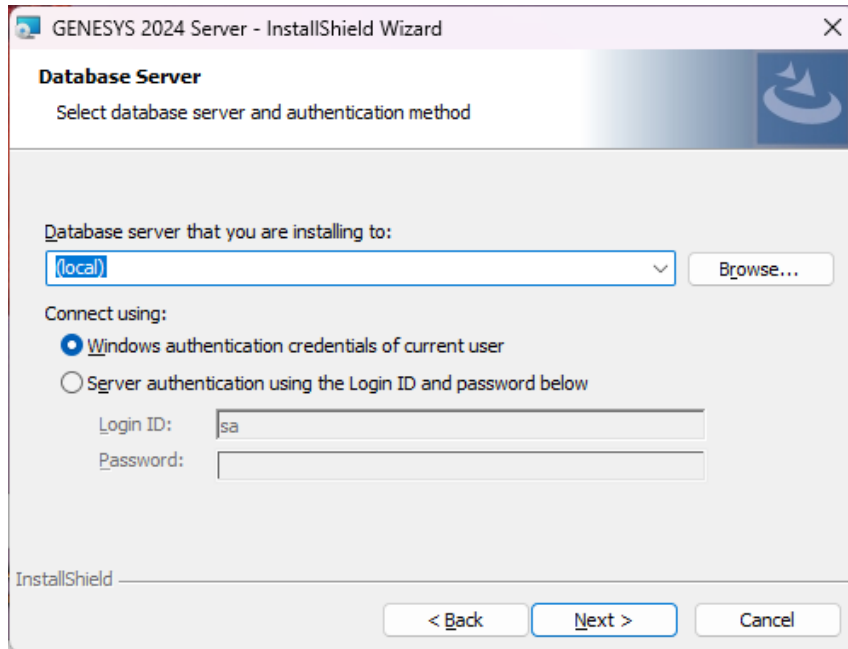 GENESYS 2024 Server - InstallShield Wizard
Database Server
Select database server and authentication method
Database server that you are installing to:
(local)
Browse...
Connect using:
Windows authentication credentials of current user
Server authentication using the Login ID and password below
Login ID:
sa
Password:
InstallShield
< Back
Next >
Cancel